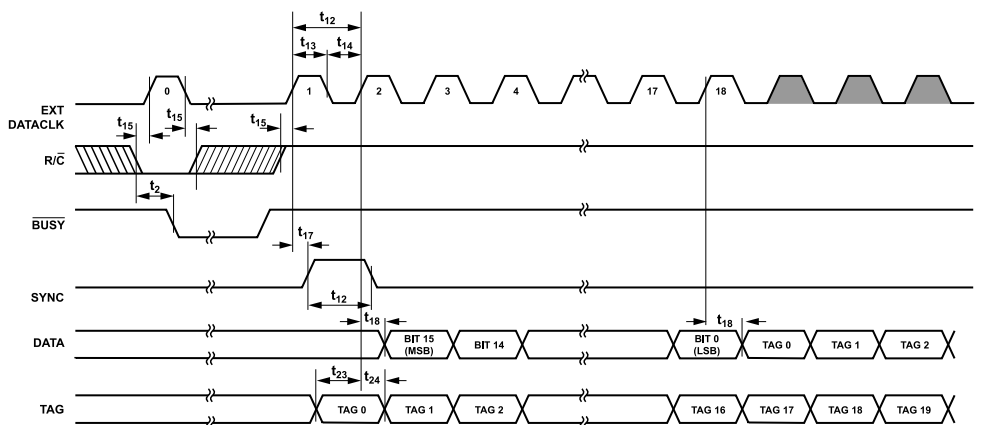 t12
t13 t14
0 1 2 3 4 17 18
EXT
DATACLK
t15 t15 t15
R/C
t2
BUSY
t17
SYNC
t12
t18 t18
DATA BIT 15 BIT 14 BIT 0 TAG 0 TAG 1 TAG 2
(MSB) (LSB)
t23 t24
TAG TAG 0 TAG 1 TAG 2 TAG 16 TAG 17 TAG 18 TAG 19